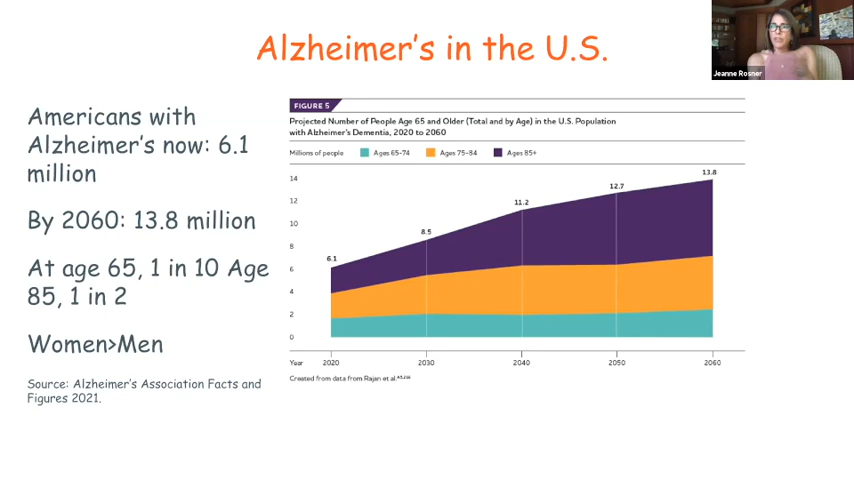 Alzheimer's in the U.S.
Jeanne Rosner
Americans with
Alzheimer's now: 6.1
million
By 2060: 13.8 million
At age 65, 1 in 10 Age
85, 1 in 2
Women>Men
Source: Alzheimer's Association Facts and
Figures 2021.
FIGURE 5
Projected Number of People Age 65 and Older (Total and by Age) in the U.S. Population
with Alzheimer's Dementia, 2020 to 2060
Millions of people Ages 65-74 Ages 75-84 Ages 85+
14
12
10
8
6
4
2
0
6.1
8.5
11.2
12.7
13.8
Year 2020 2030 2040 2050 2060
Created from data from Rajan et al.